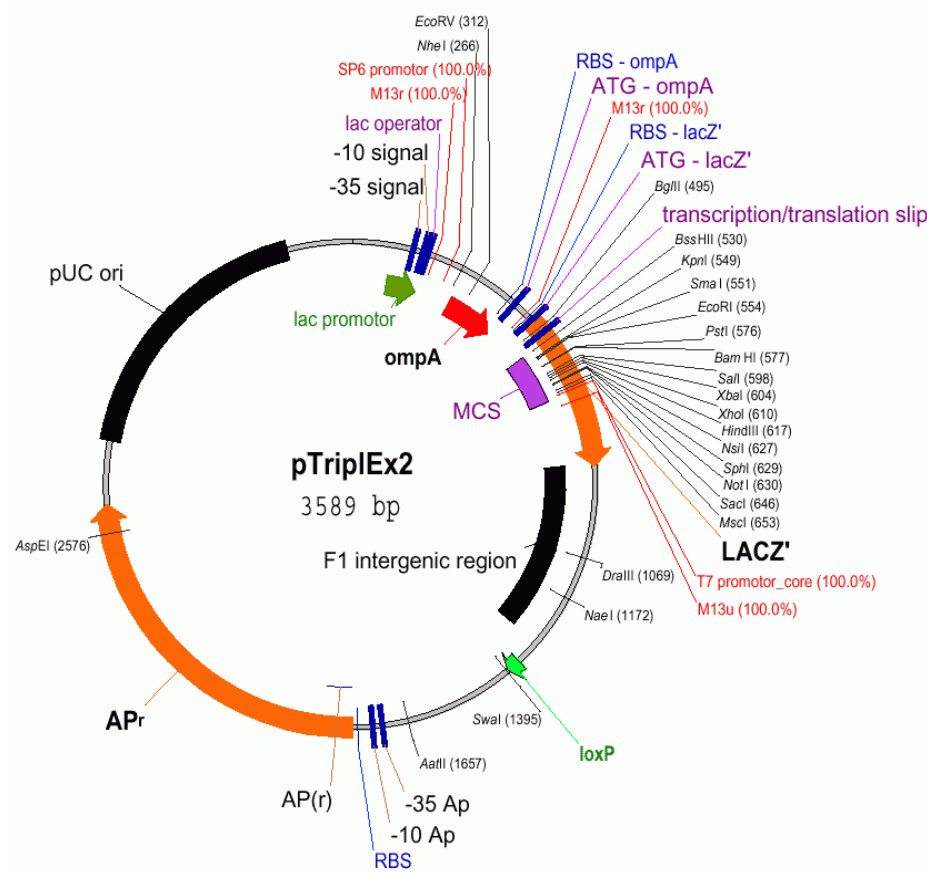 EcoRV (312)
NheI (266)
SP6 promotor (100.0%)
M13r (100.0%)
lac operator
-10 signal
-35 signal
RBS - ompA
ATG - ompA
M13r (100.0%)
RBS - lacZ'
ATG - lacZ'
BglII (495)
transcription/translation slip
BssHII (530)
KpnI (549)
SmaI (551)
EcoRI (554)
PstI (576)
BamHI (577)
SalI (598)
XbaI (604)
XhoI (610)
HindIII (617)
NsiI (627)
SphI (629)
NotI (630)
SacI (646)
MscI (653)
LACZ'
T7 promotor_core (100.0%)
M13u (100.0%)
pUC ori
lac promotor
ompA
MCS
pTriplEx2
3589 bp
F1 intergenic region
DraIII (1069)
NaeI (1172)
AspEI (2576)
SwaI (1395)
loxP
APr
AatII (1657)
AP(r)
-35 Ap
-10 Ap
RBS